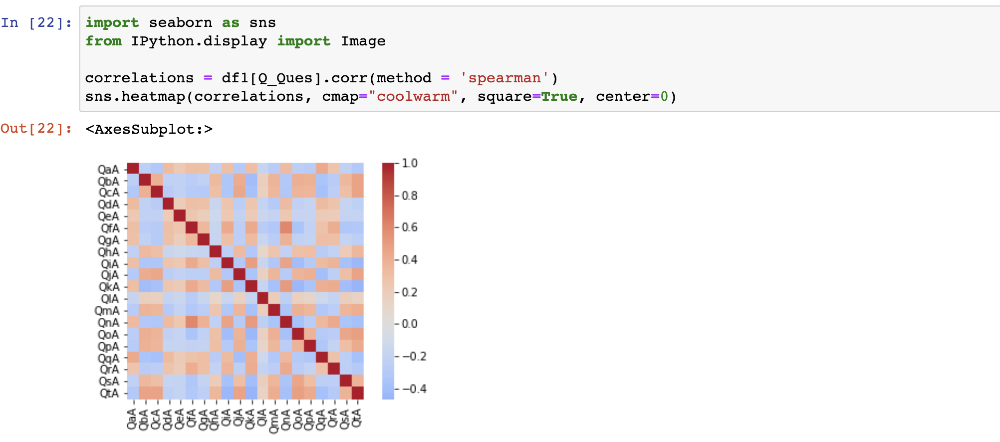 In [22]: import seaborn as sns
from IPython.display import Image
correlations = df1[Q_Ques].corr(method = 'spearman')
sns.heatmap(correlations, cmap="coolwarm", square=True, center=0)
Out[22]: <AxesSubplot:>
QaA
QbA
QcA
QdA
QeA
QfA
QgA
QhA
QiA
QjA
QkA
QlA
QmA
QnA
QoA
QpA
QqA
QrA
QsA
QtA
QaA QbA QcA QdA QeA QfA QgA QhA QiA QjA QkA QlA QmA QnA QoA QpA QqA QrA QsA QtA
1.0
0.8
0.6
0.4
0.2
0.0
−0.2
−0.4